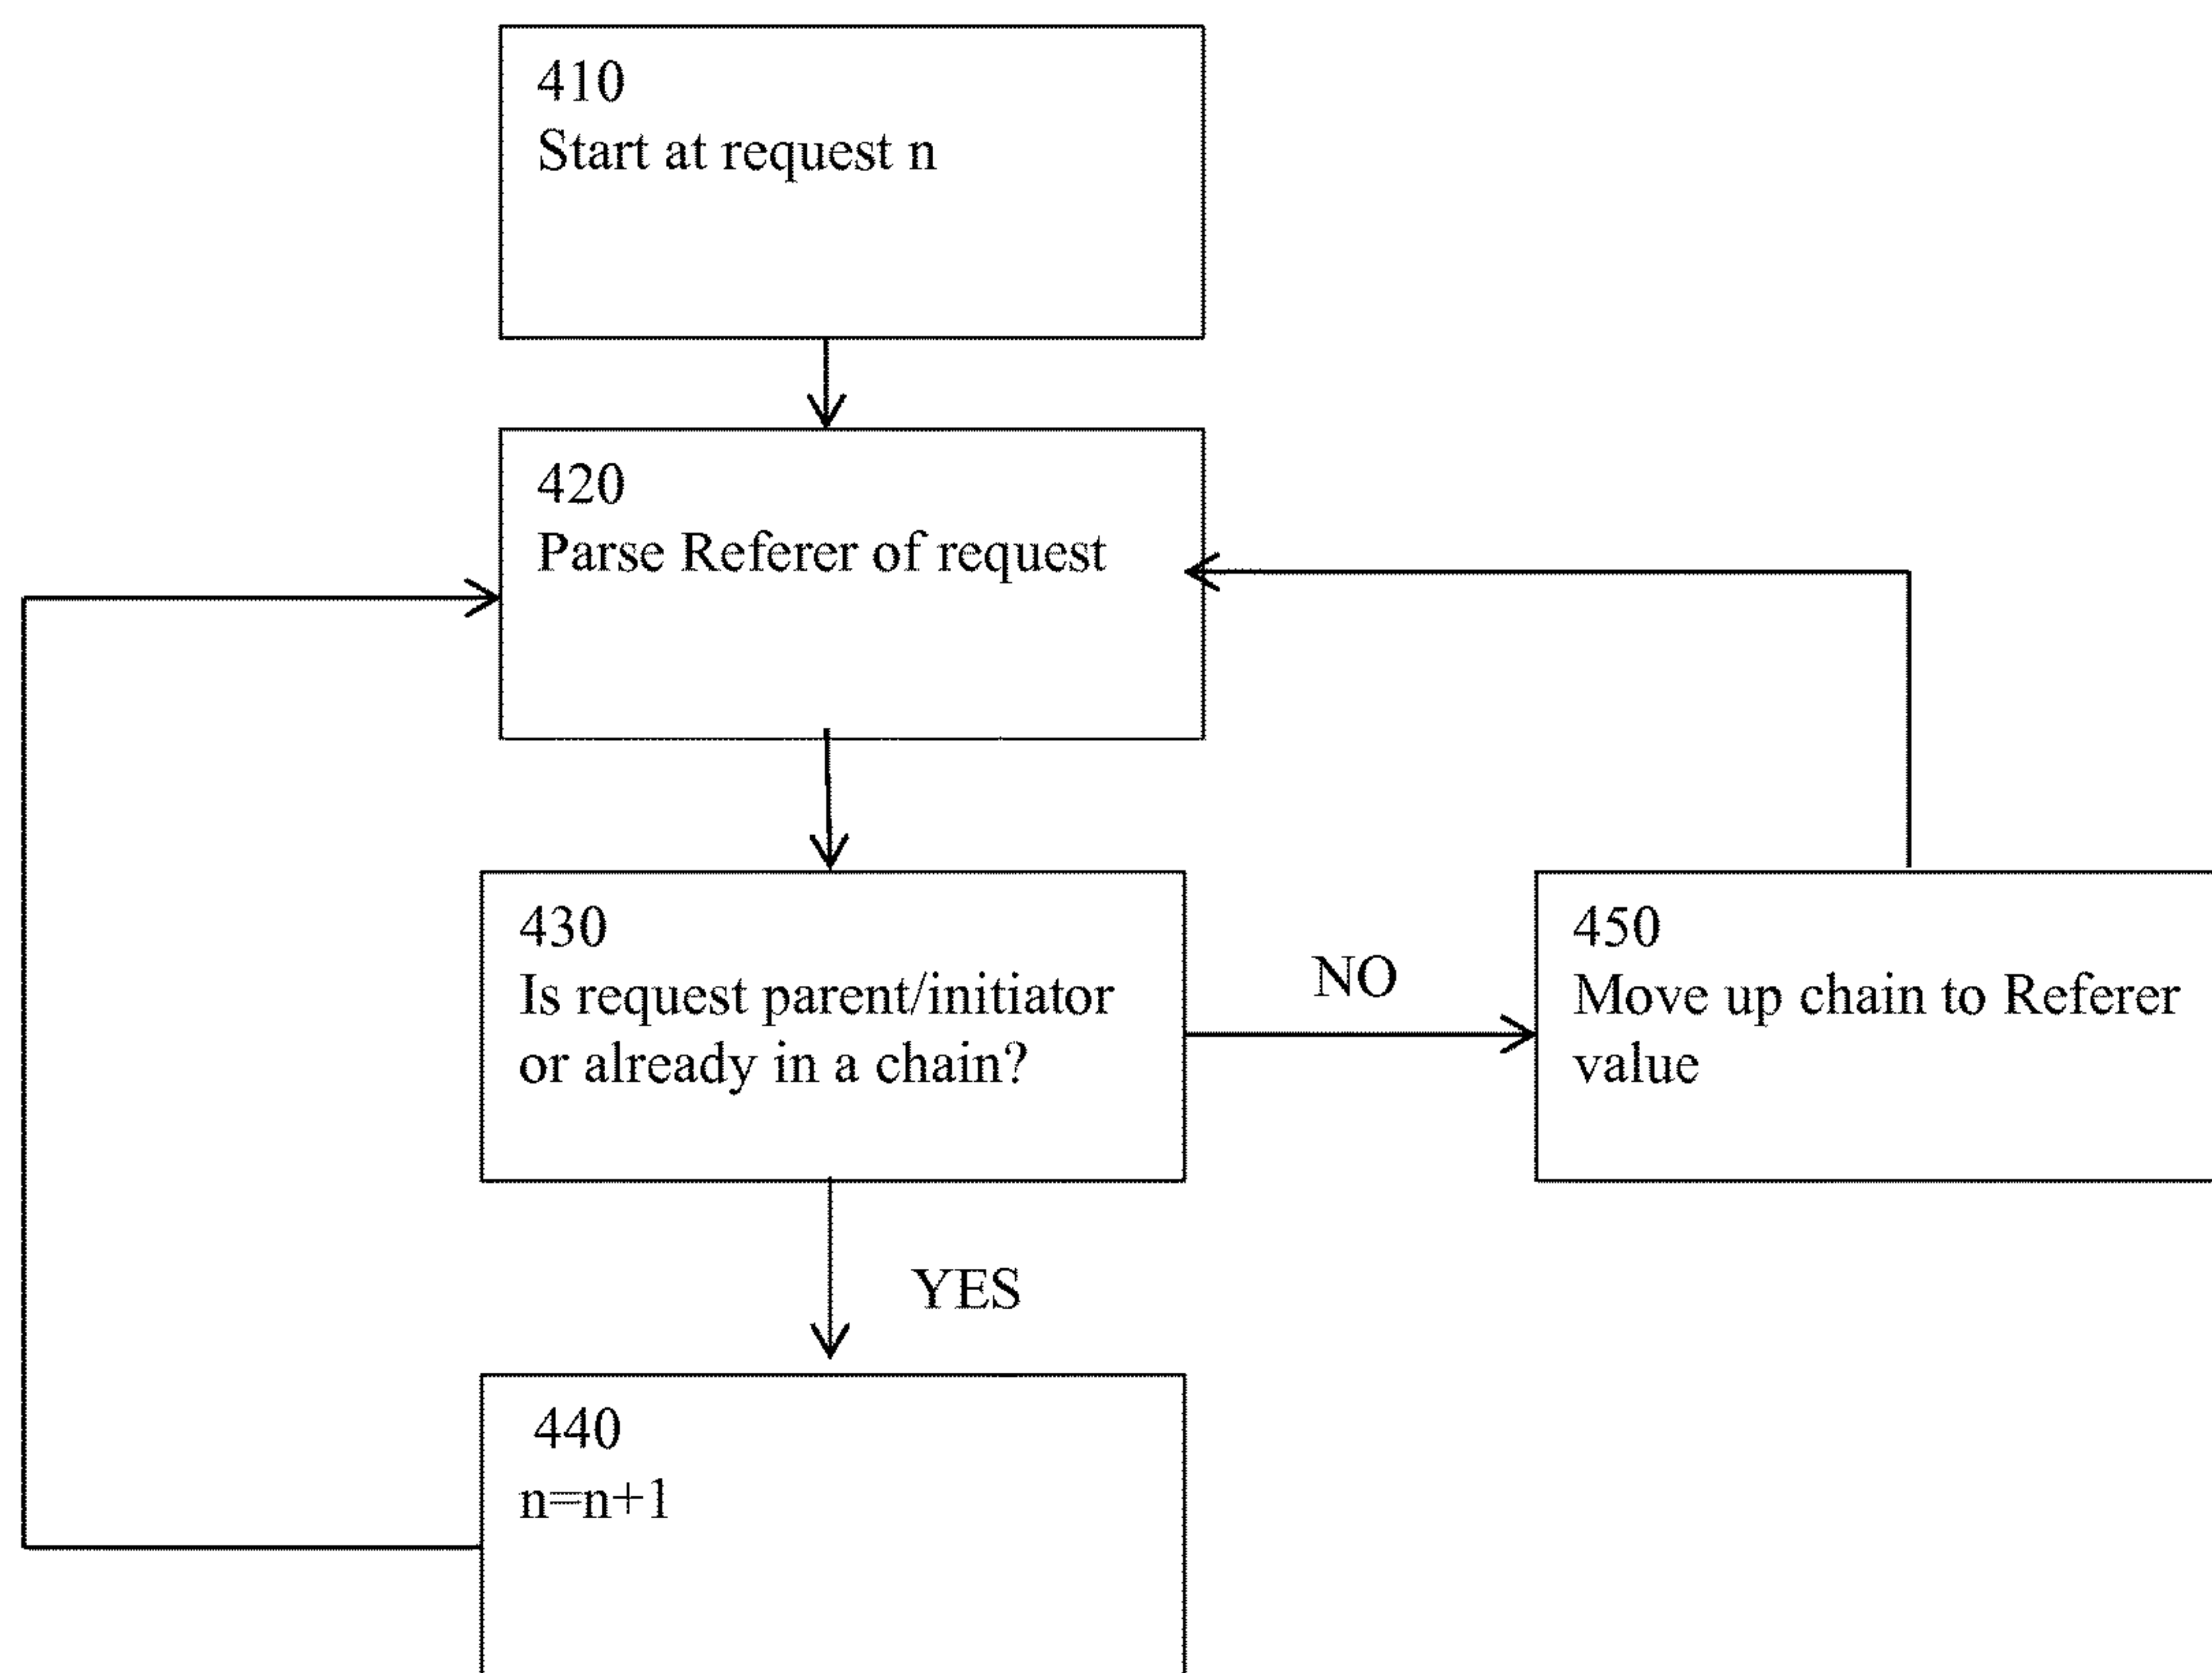 410
Start at request n
420
Parse Referer of request
430
Is request parent/initiator
or already in a chain?
NO
450
Move up chain to Referer
value
YES
440
n=n+1